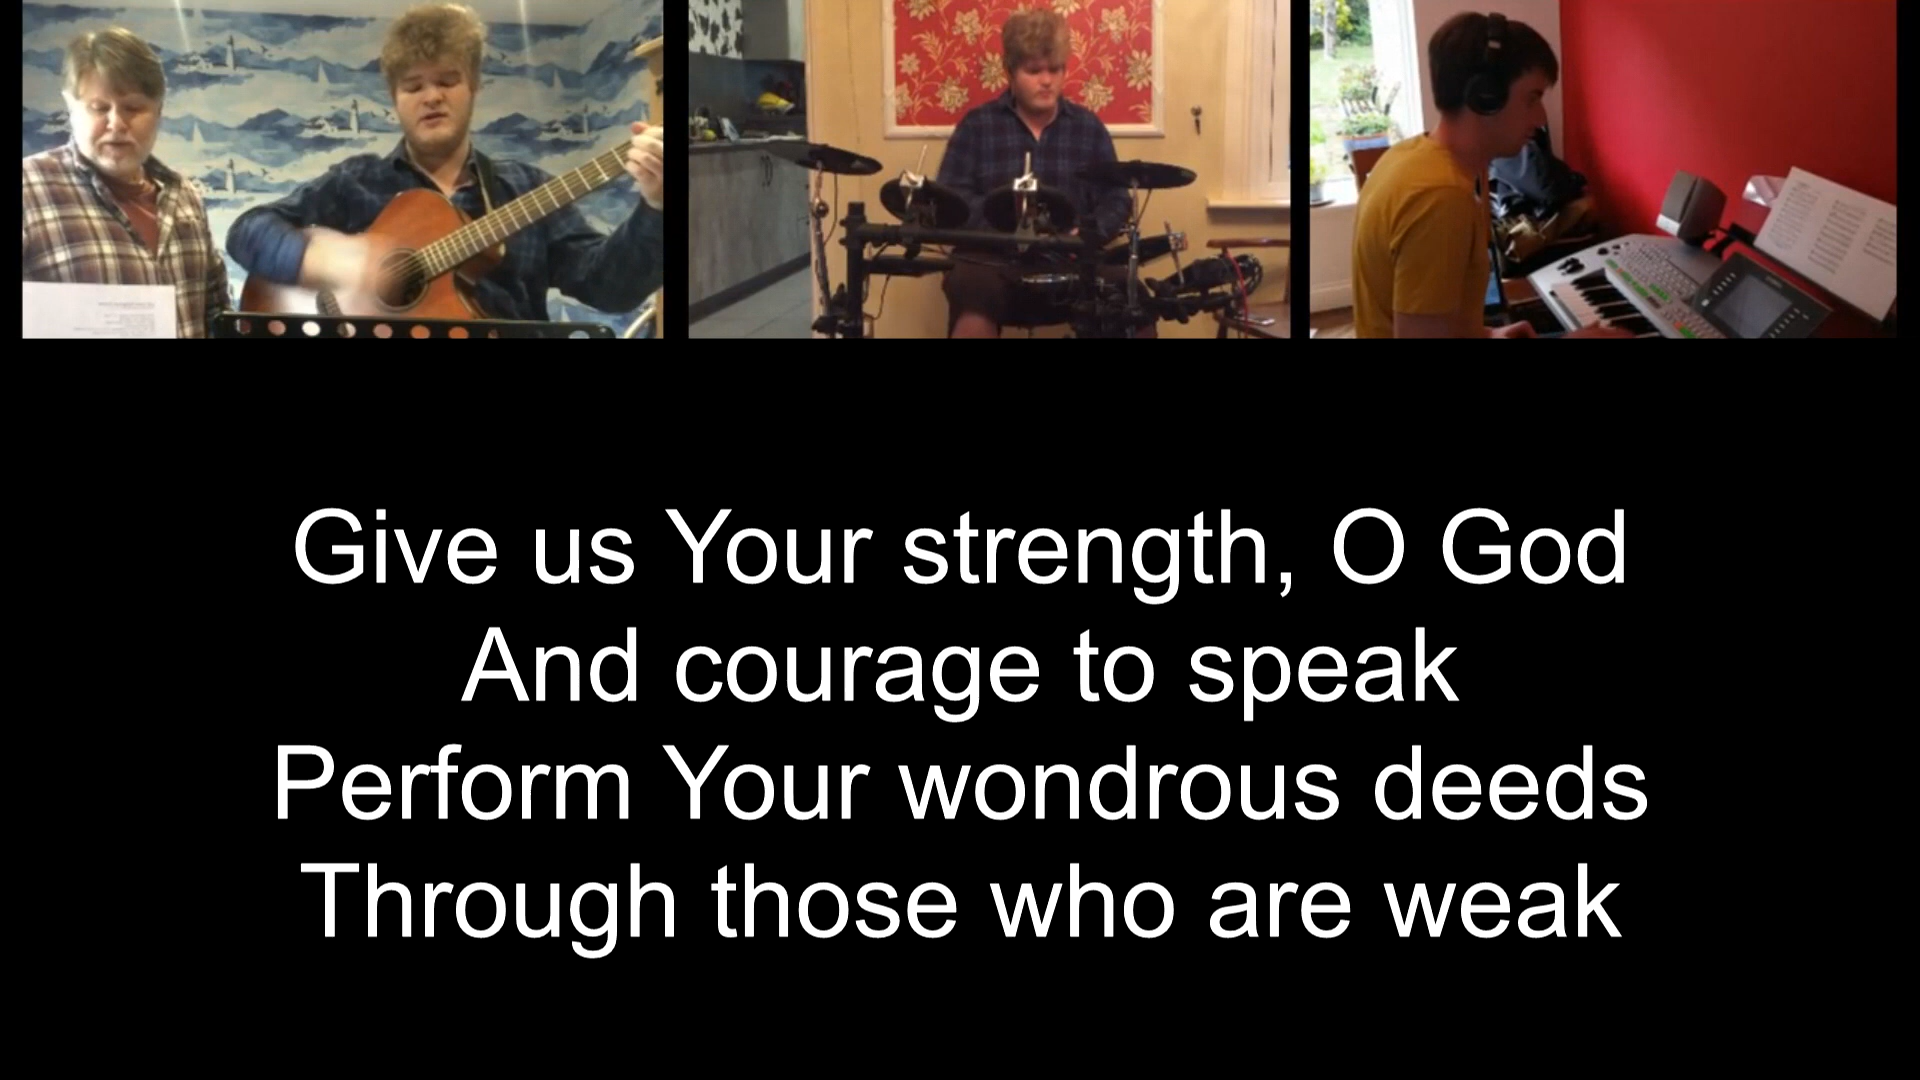 Give us Your strength, O God
And courage to speak
Perform Your wondrous deeds
Through those who are weak